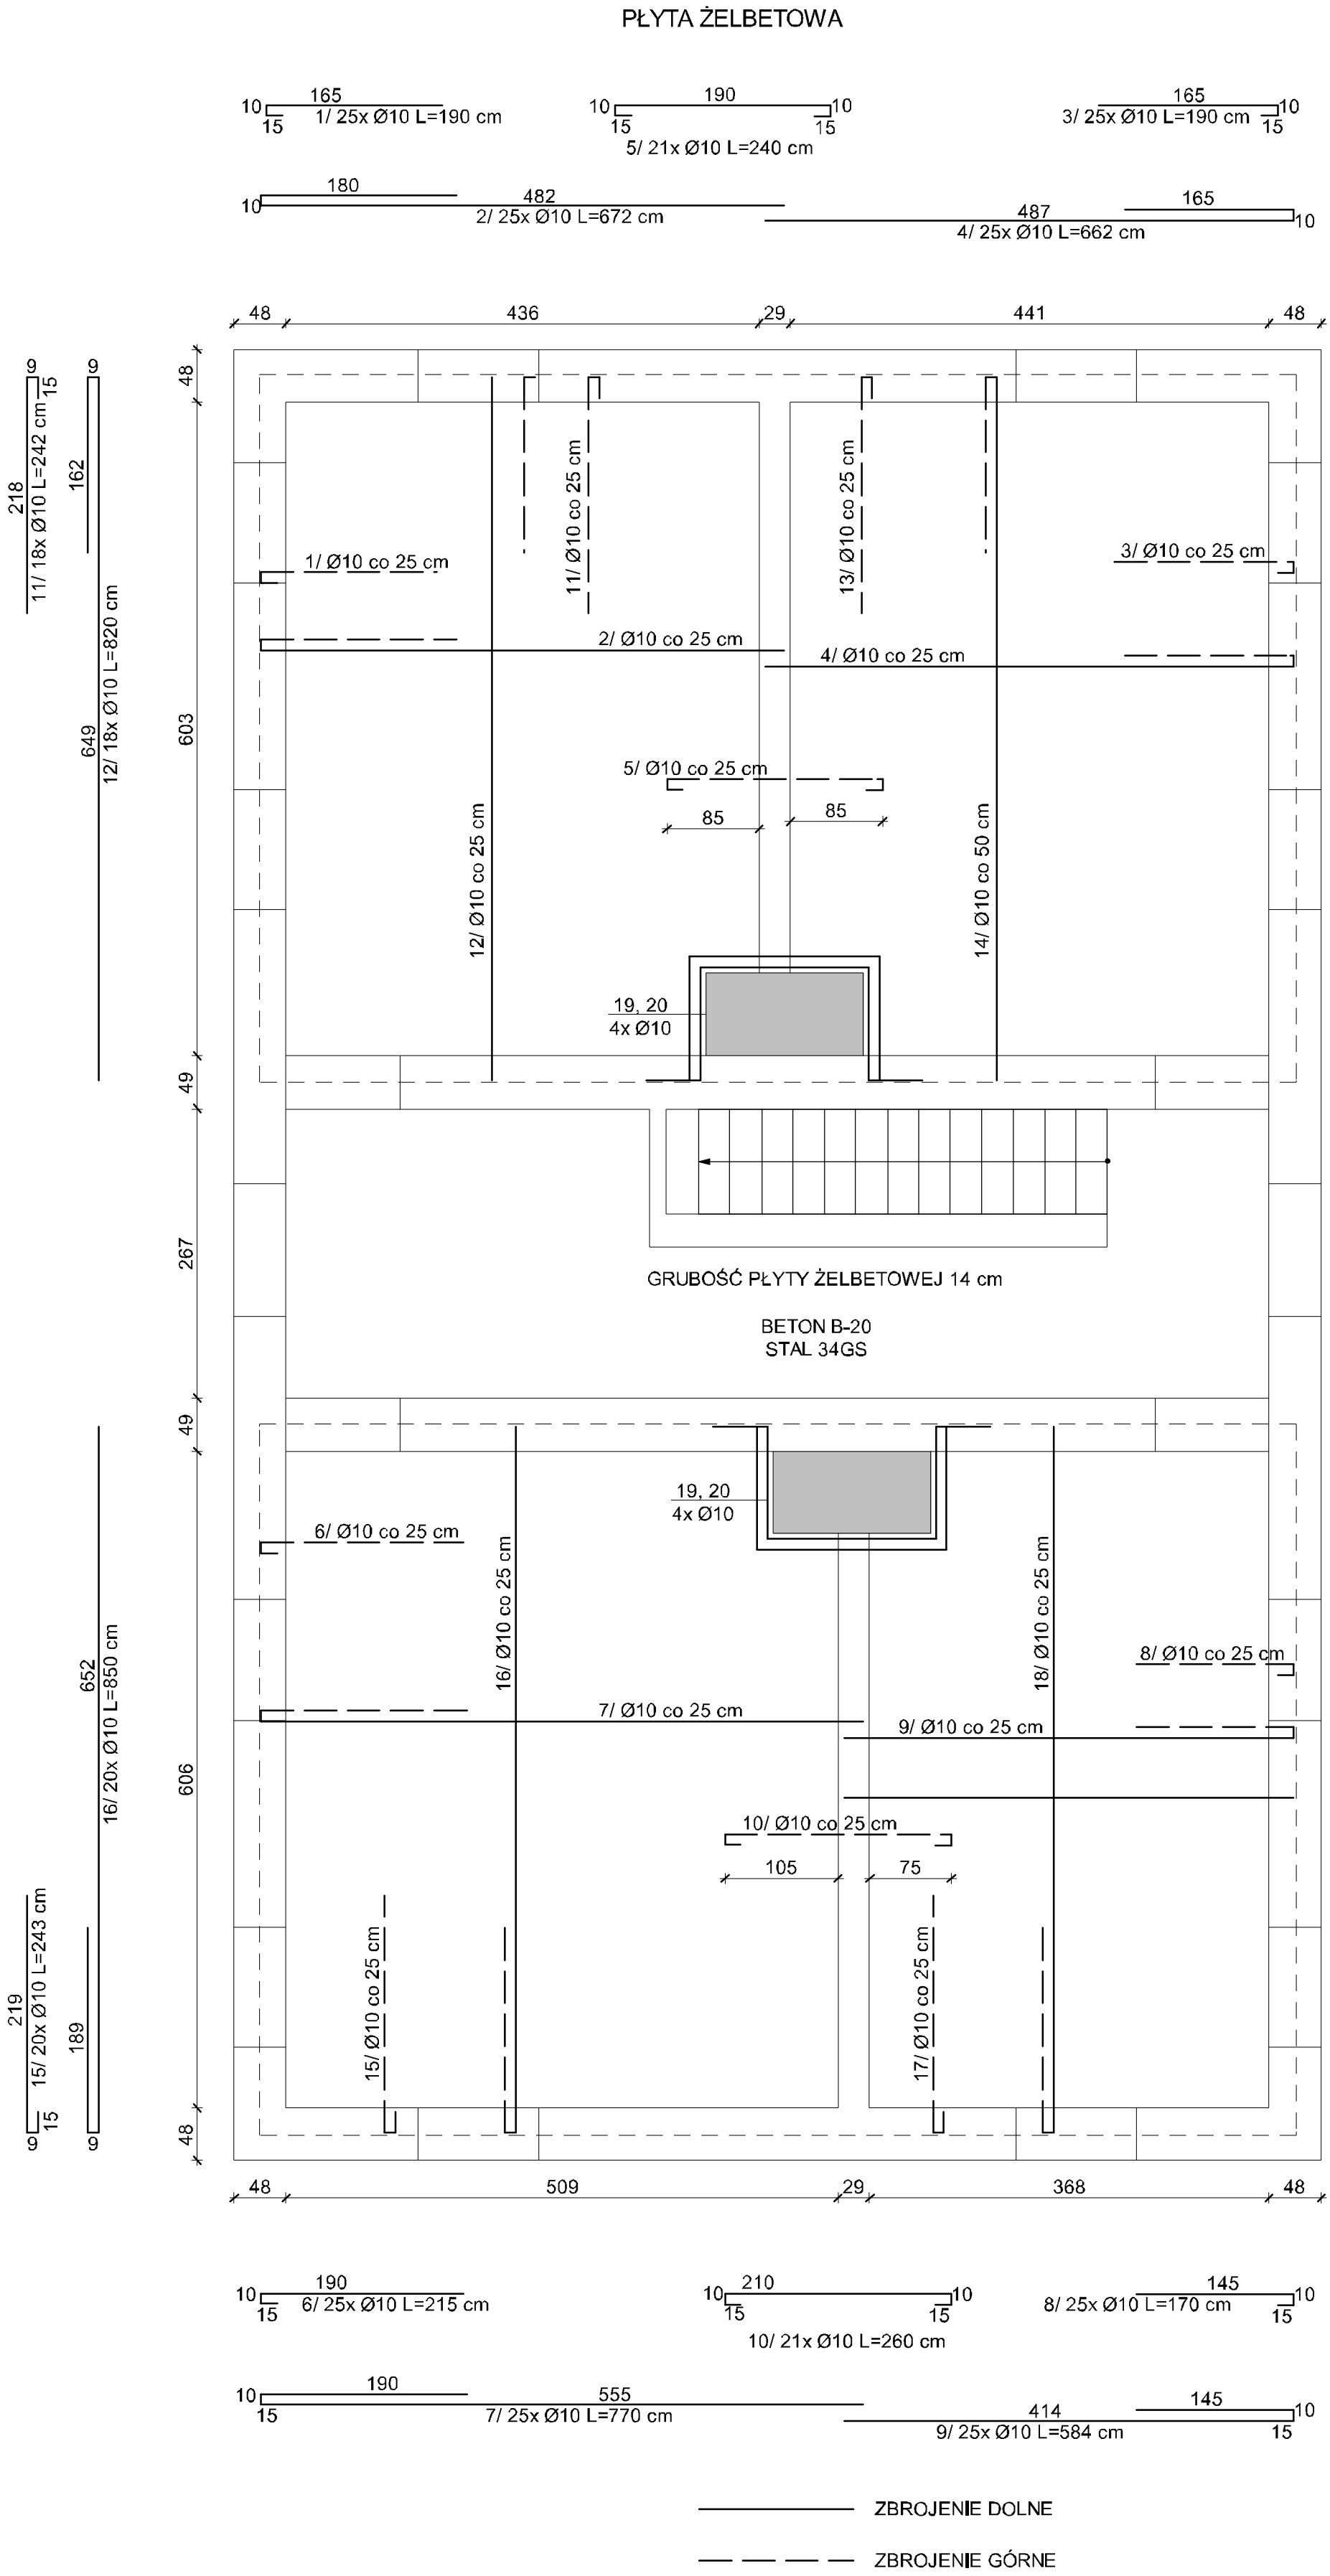 PŁYTA ŻELBETOWA
165
10
1/ 25x Ø10 L=190 cm
15
190
10
10
15
15
5/ 21x Ø10 L=240 cm
165
10
3/ 25x Ø10 L=190 cm
15
180
482
10
2/ 25x Ø10 L=672 cm
165
487
10
4/ 25x Ø10 L=662 cm
48
436
29
441
48
9
15
218
11/ 18x Ø10 L=242 cm
9
162
649
12/ 18x Ø10 L=820 cm
48
603
49
267
49
606
48
1/ Ø10 co 25 cm
11/ Ø10 co 25 cm
13/ Ø10 co 25 cm
3/ Ø10 co 25 cm
2/ Ø10 co 25 cm
4/ Ø10 co 25 cm
5/ Ø10 co 25 cm
85
85
12/ Ø10 co 25 cm
14/ Ø10 co 50 cm
19, 20
4x Ø10
GRUBOŚĆ PŁYTY ŻELBETOWEJ 14 cm
BETON B-20
STAL 34GS
19, 20
4x Ø10
6/ Ø10 co 25 cm
16/ Ø10 co 25 cm
18/ Ø10 co 25 cm
8/ Ø10 co 25 cm
7/ Ø10 co 25 cm
9/ Ø10 co 25 cm
10/ Ø10 co 25 cm
105
75
15/ Ø10 co 25 cm
17/ Ø10 co 25 cm
652
16/ 20x Ø10 L=850 cm
189
9
219
15/ 20x Ø10 L=243 cm
15
9
48
509
29
368
48
190
10
6/ 25x Ø10 L=215 cm
15
210
10
10
15
15
10/ 21x Ø10 L=260 cm
145
10
8/ 25x Ø10 L=170 cm
15
190
555
10
7/ 25x Ø10 L=770 cm
15
145
414
10
9/ 25x Ø10 L=584 cm
15
ZBROJENIE DOLNE
ZBROJENIE GÓRNE